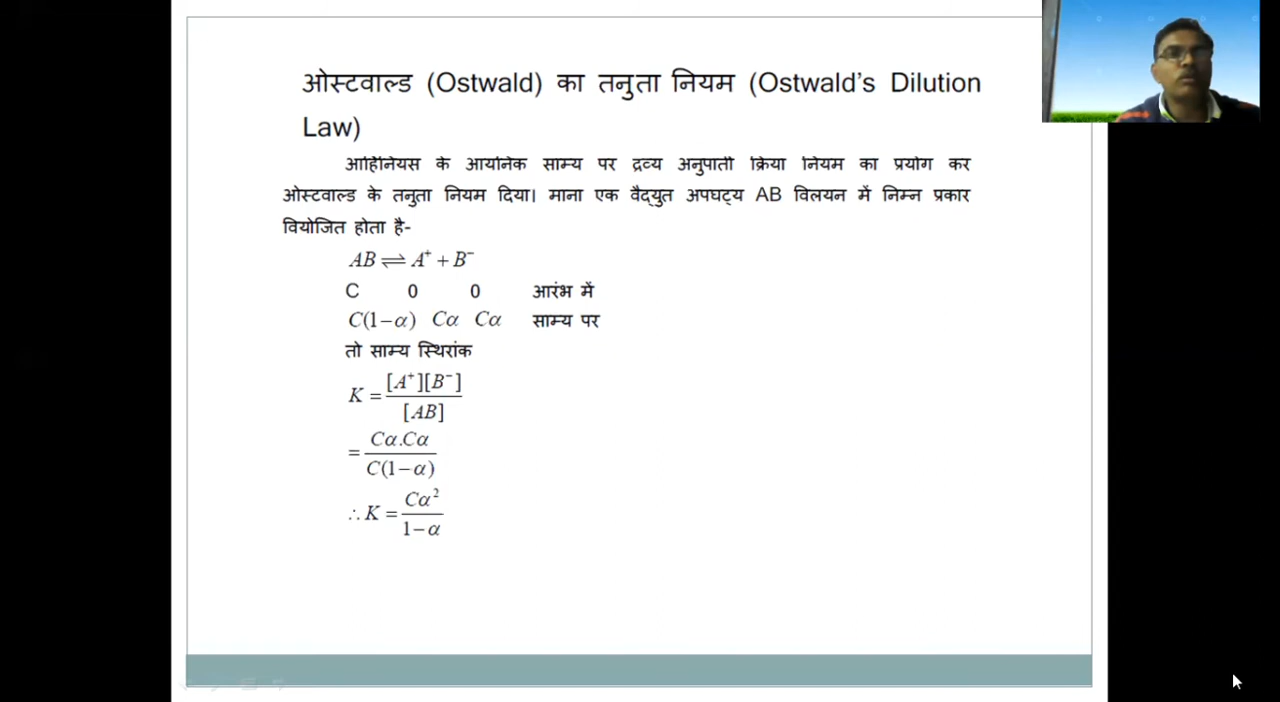 ओस्टवाल्ड (Ostwald) का तनुता नियम (Ostwald's Dilution
Law)
आर्हिनियस के आयनिक साम्य पर द्रव्य अनुपाती क्रिया नियम का प्रयोग कर
ओस्टवाल्ड के तनुता नियम दिया। माना एक वैद्युत अपघट्य AB विलयन में निम्न प्रकार
वियोजित होता है-
AB ⇌ A⁺ + B⁻
C 0 0 आरंभ में
C(1−α) Cα Cα साम्य पर
तो साम्य स्थिरांक
K = [A⁺][B⁻] / [AB]
= Cα.Cα / C(1−α)
∴ K = Cα² / 1−α